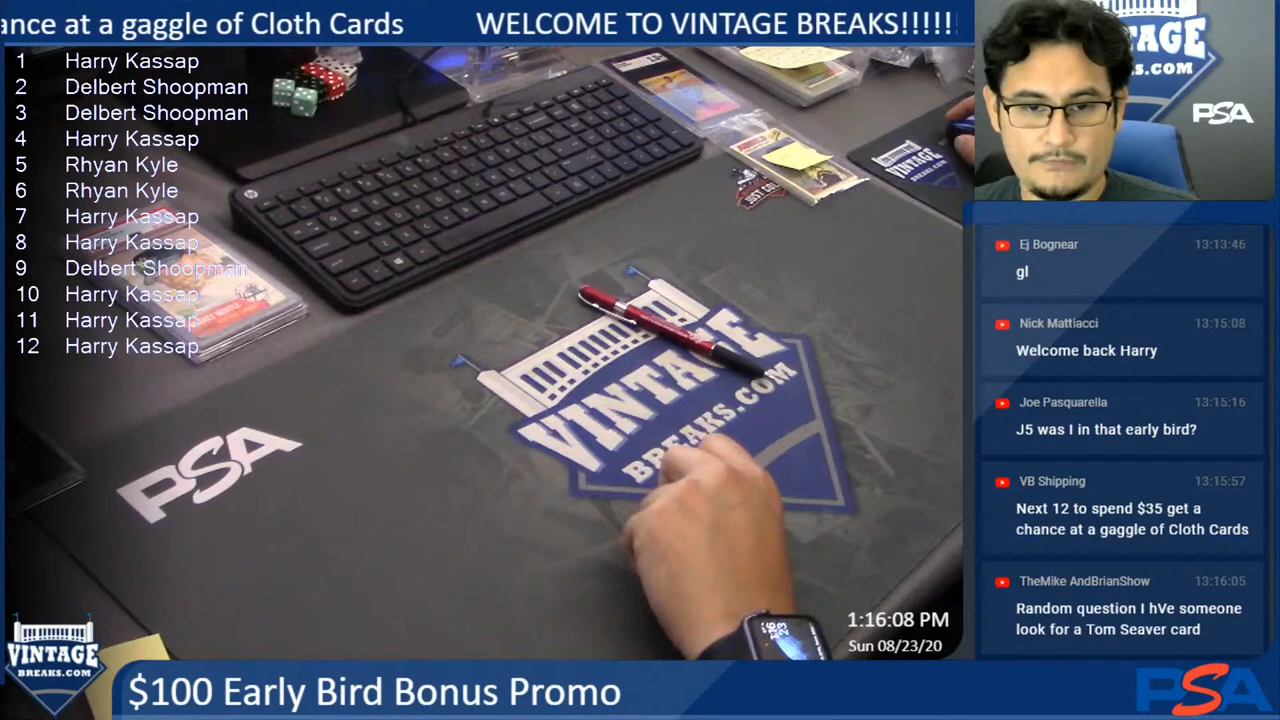 ance at a gaggle of Cloth Cards WELCOME TO VINTAGE BREAKS!!!!!!
1 Harry Kassap
2 Delbert Shoopman
3 Delbert Shoopman
4 Harry Kassap
5 Rhyan Kyle
6 Rhyan Kyle
7 Harry Kassap
8 Harry Kassap
9 Delbert Shoopman
10 Harry Kassap
11 Harry Kassap
12 Harry Kassap
VINTAGE
BREAKS.COM
JUST CO
PSA
VINTAGE
BREAKS.COM
TAGE
KS.COM
PSA
Ej Bognear 13:13:46
gl
Nick Mattiacci 13:15:08
Welcome back Harry
Joe Pasquarella 13:15:16
J5 was I in that early bird?
VB Shipping 13:15:57
Next 12 to spend $35 get a
chance at a gaggle of Cloth Cards
TheMike AndBrianShow 13:16:05
Random question I hVe someone
look for a Tom Seaver card
1:16:08 PM
Sun 08/23/20
VINTAGE
BREAKS.COM
$100 Early Bird Bonus Promo
PSA